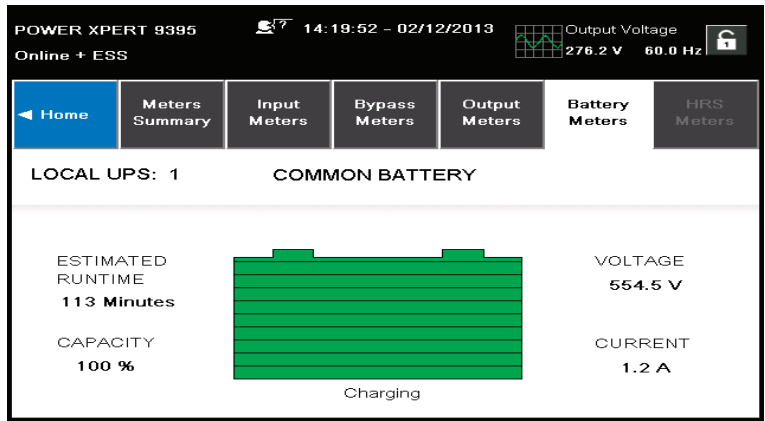 POWER XPERT 9395
?7 14:19:52 - 02/12/2013
Output Voltage
Online + ESS
276.2 V 60.0 Hz
1
◄ Home
Meters Summary
Input Meters
Bypass Meters
Output Meters
Battery Meters
HRS Meters
LOCAL UPS: 1 COMMON BATTERY
ESTIMATED
RUNTIME
113 Minutes
VOLTAGE
554.5 V
CAPACITY
100 %
CURRENT
1.2 A
Charging